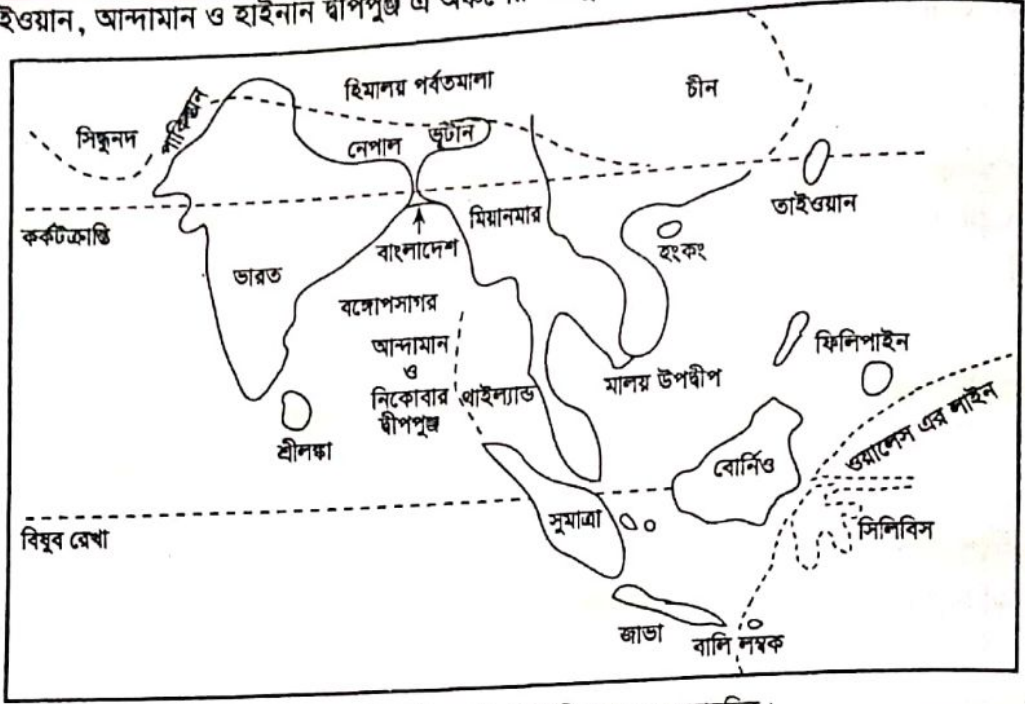 ইওয়ান, আন্দামান ও হাইনান দ্বীপপুঞ্জ এ
হিমালয় পর্বতমালা
চীন
সিন্ধুনদ
পাকিস্তান
নেপাল
ভূটান
কর্কটক্রান্তি
মিয়ানমার
তাইওয়ান
বাংলাদেশ
হংকং
ভারত
বঙ্গোপসাগর
আন্দামান
ও
নিকোবার
দ্বীপপুঞ্জ
থাইল্যান্ড
মালয় উপদ্বীপ
ফিলিপাইন
শ্রীলঙ্কা
ওয়ালেস এর লাইন
বোর্নিও
বিষুব রেখা
সুমাত্রা
সিলিবিস
জাভা
বালি লম্বক